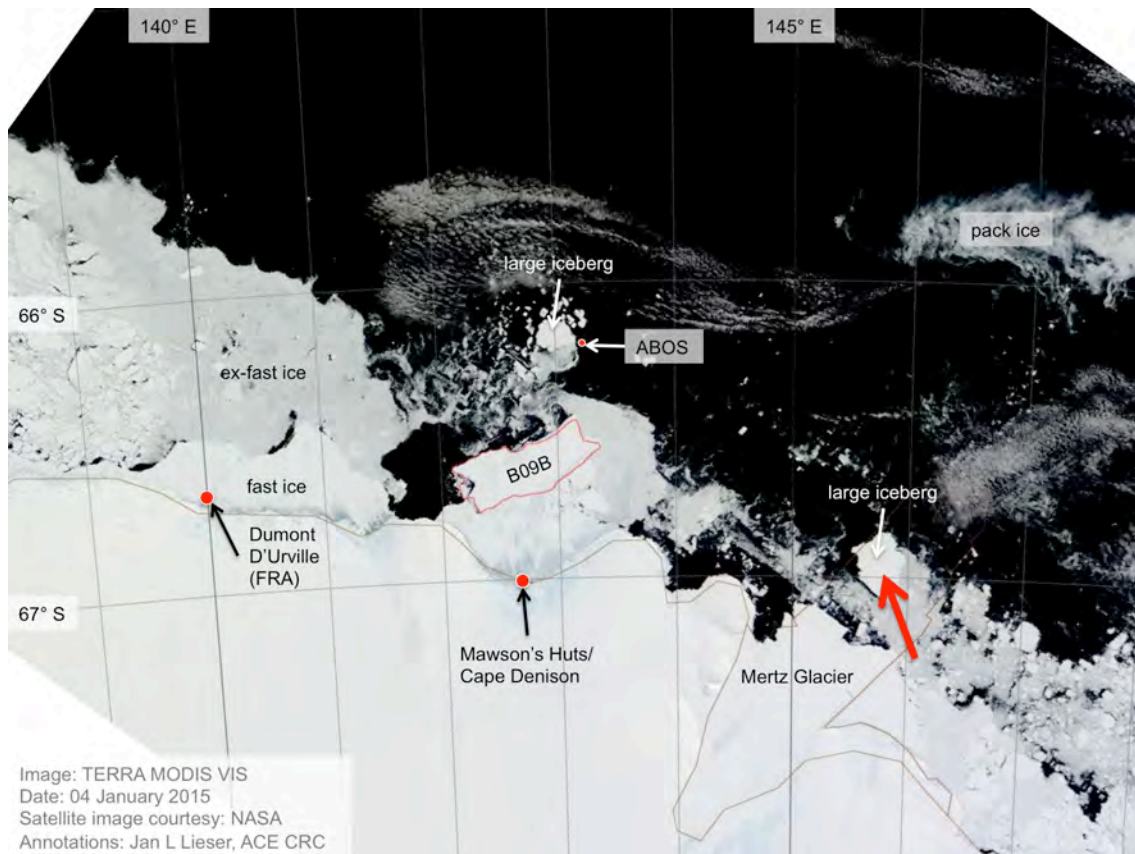 140° E
145° E
pack ice
large iceberg
66° S
ABOS
ex-fast ice
B09B
fast ice
large iceberg
Dumont
D'Urville
(FRA)
67° S
Mawson's Huts/
Cape Denison
Mertz Glacier
Image: TERRA MODIS VIS
Date: 04 January 2015
Satellite image courtesy: NASA
Annotations: Jan L Lieser, ACE CRC